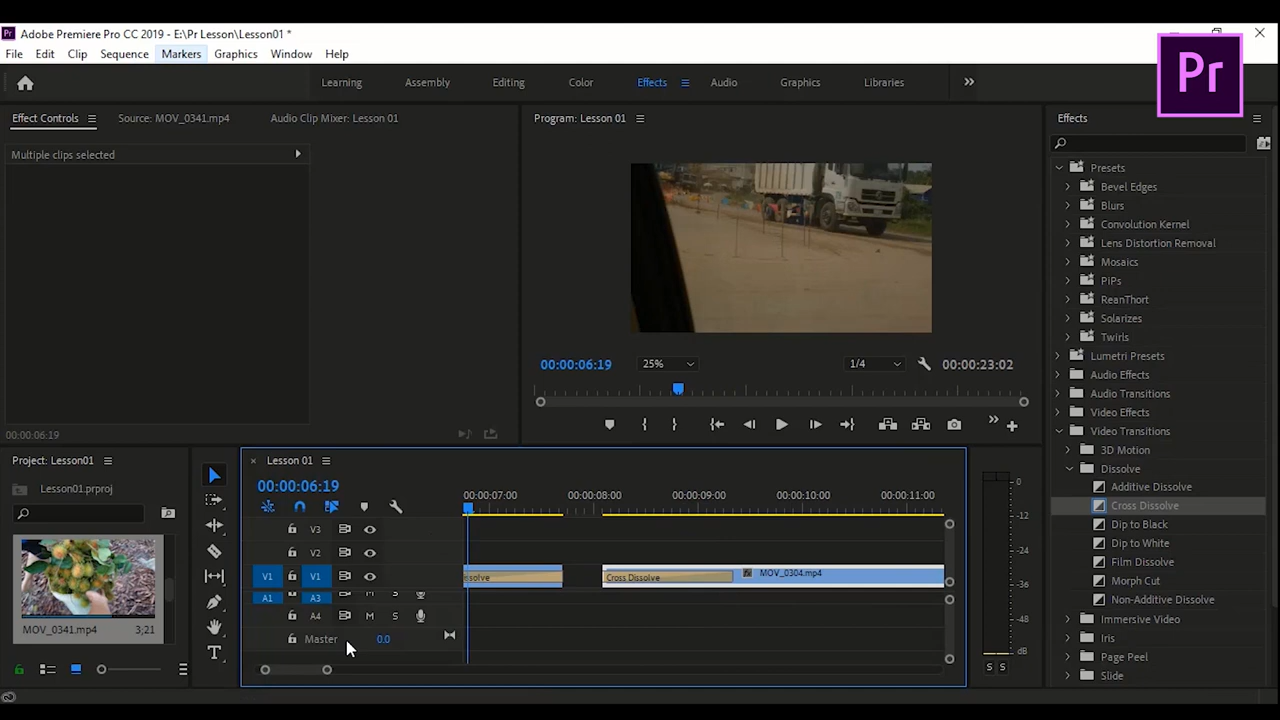 Adobe Premiere Pro CC 2019 - E:\Pr Lesson\Lesson01 *
File Edit Clip Sequence Markers Graphics Window Help
Pr
Learning Assembly Editing Color Effects Audio Graphics Libraries
Effect Controls Source: MOV_0341.mp4 Audio Clip Mixer: Lesson 01
Multiple clips selected
00:00:06:19
Program: Lesson 01
00:00:06:19 25% 1/4 00:00:23:02
Effects
Presets
Bevel Edges
Blurs
Convolution Kernel
Lens Distortion Removal
Mosaics
PiPs
ReanThort
Solarizes
Twirls
Lumetri Presets
Audio Effects
Audio Transitions
Video Effects
Video Transitions
3D Motion
Dissolve
Additive Dissolve
Cross Dissolve
Dip to Black
Dip to White
Film Dissolve
Morph Cut
Non-Additive Dissolve
Immersive Video
Iris
Page Peel
Slide
Project: Lesson01
Lesson01.prproj
MOV_0341.mp4 3;21
Lesson 01
00:00:06:19
00:00:07:00 00:00:08:00 00:00:09:00 00:00:10:00 00:00:11:00
V3
V2
V1 V1 ssolve Cross Dissolve MOV_0304.mp4
A1 A3 M S
A4 M S
Master 0.0
0
-12
-24
-36
-48
dB
S S